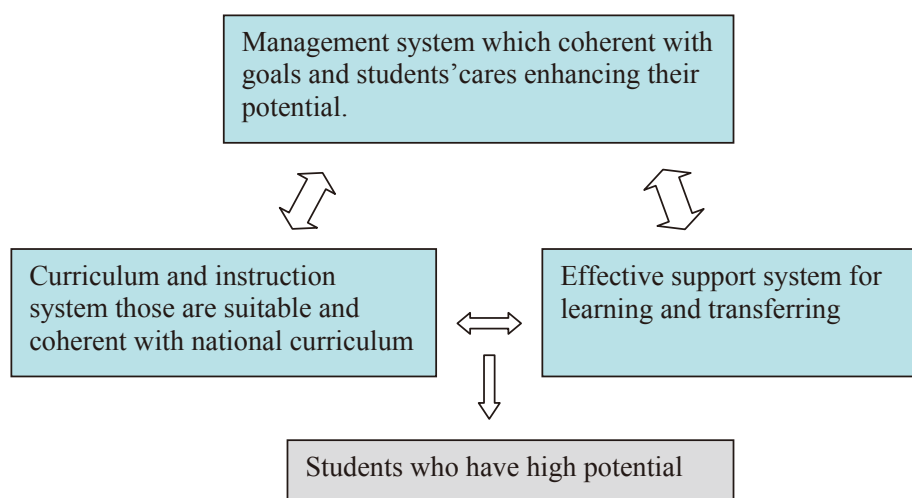 Management system which coherent with
goals and students’cares enhancing their
potential.
Curriculum and instruction
system those are suitable and
coherent with national curriculum
Effective support system for
learning and transferring
Students who have high potential